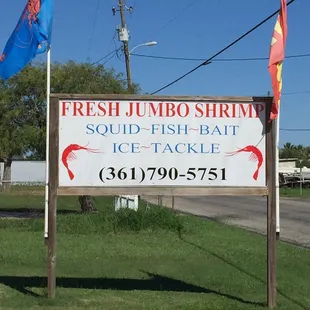 FRESH JUMBO SHRIMP
SQUID~FISH~BAIT
ICE~TACKLE
(361)790-5751